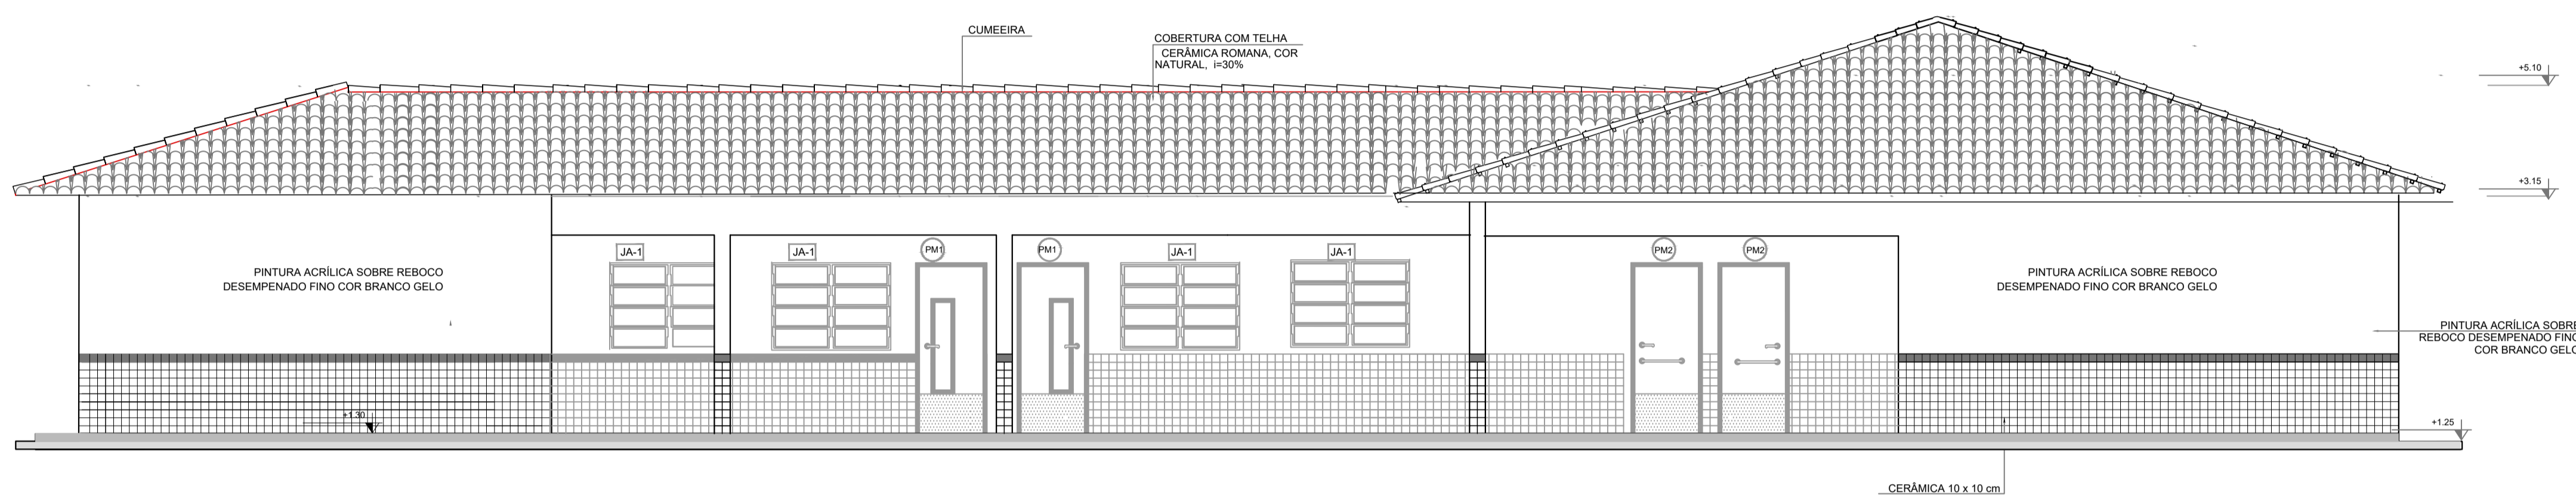 CUMEEIRA
COBERTURA COM TELHA
CERÂMICA ROMANA, COR
NATURAL, i=30%
+5.10
+3.15
JA-1
JA-1
PM1
PM1
JA-1
JA-1
PM2
PM2
PINTURA ACRÍLICA SOBRE REBOCO
DESEMPENADO FINO COR BRANCO GELO
PINTURA ACRÍLICA SOBRE REBOCO
DESEMPENADO FINO COR BRANCO GELO
PINTURA ACRÍLICA SOBRE
REBOCO DESEMPENADO FINO
COR BRANCO GELO
+1.30
+1.25
CERÂMICA 10 x 10 cm